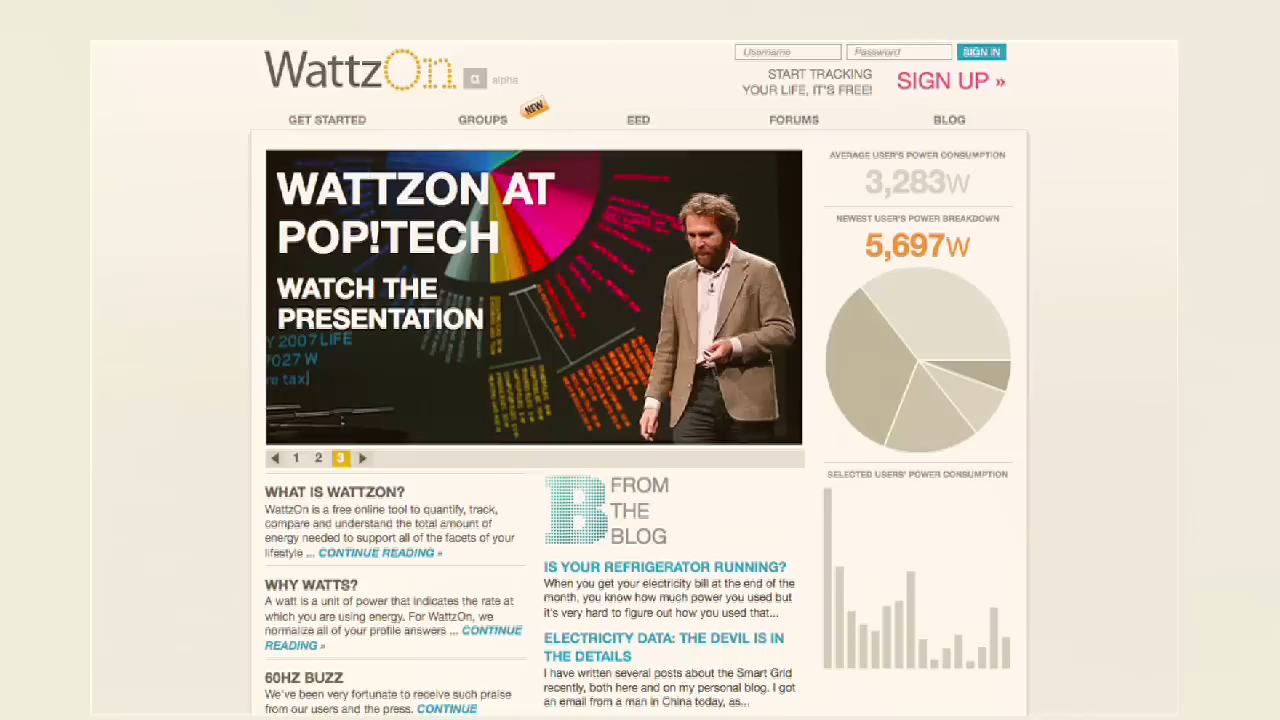 WattzOn
a alpha
Username
Password
SIGN IN
START TRACKING
YOUR LIFE, IT'S FREE!
SIGN UP »
GET STARTED
GROUPS
NEW
EED
FORUMS
BLOG
WATTZON AT
POP!TECH
WATCH THE
PRESENTATION
Y 2007 LIFE
7027 W
re tax]
1 2 3
AVERAGE USER'S POWER CONSUMPTION
3,283W
NEWEST USER'S POWER BREAKDOWN
5,697W
SELECTED USERS' POWER CONSUMPTION
WHAT IS WATTZON?
WattzOn is a free online tool to quantify, track,
compare and understand the total amount of
energy needed to support all of the facets of your
lifestyle ... CONTINUE READING »
WHY WATTS?
A watt is a unit of power that indicates the rate at
which you are using energy. For WattzOn, we
normalize all of your profile answers ... CONTINUE
READING »
60HZ BUZZ
We've been very fortunate to receive such praise
from our users and the press. CONTINUE
B
FROM
THE
BLOG
IS YOUR REFRIGERATOR RUNNING?
When you get your electricity bill at the end of the
month, you know how much power you used but
it's very hard to figure out how you used that...
ELECTRICITY DATA: THE DEVIL IS IN
THE DETAILS
I have written several posts about the Smart Grid
recently, both here and on my personal blog. I got
an email from a man in China today, as...